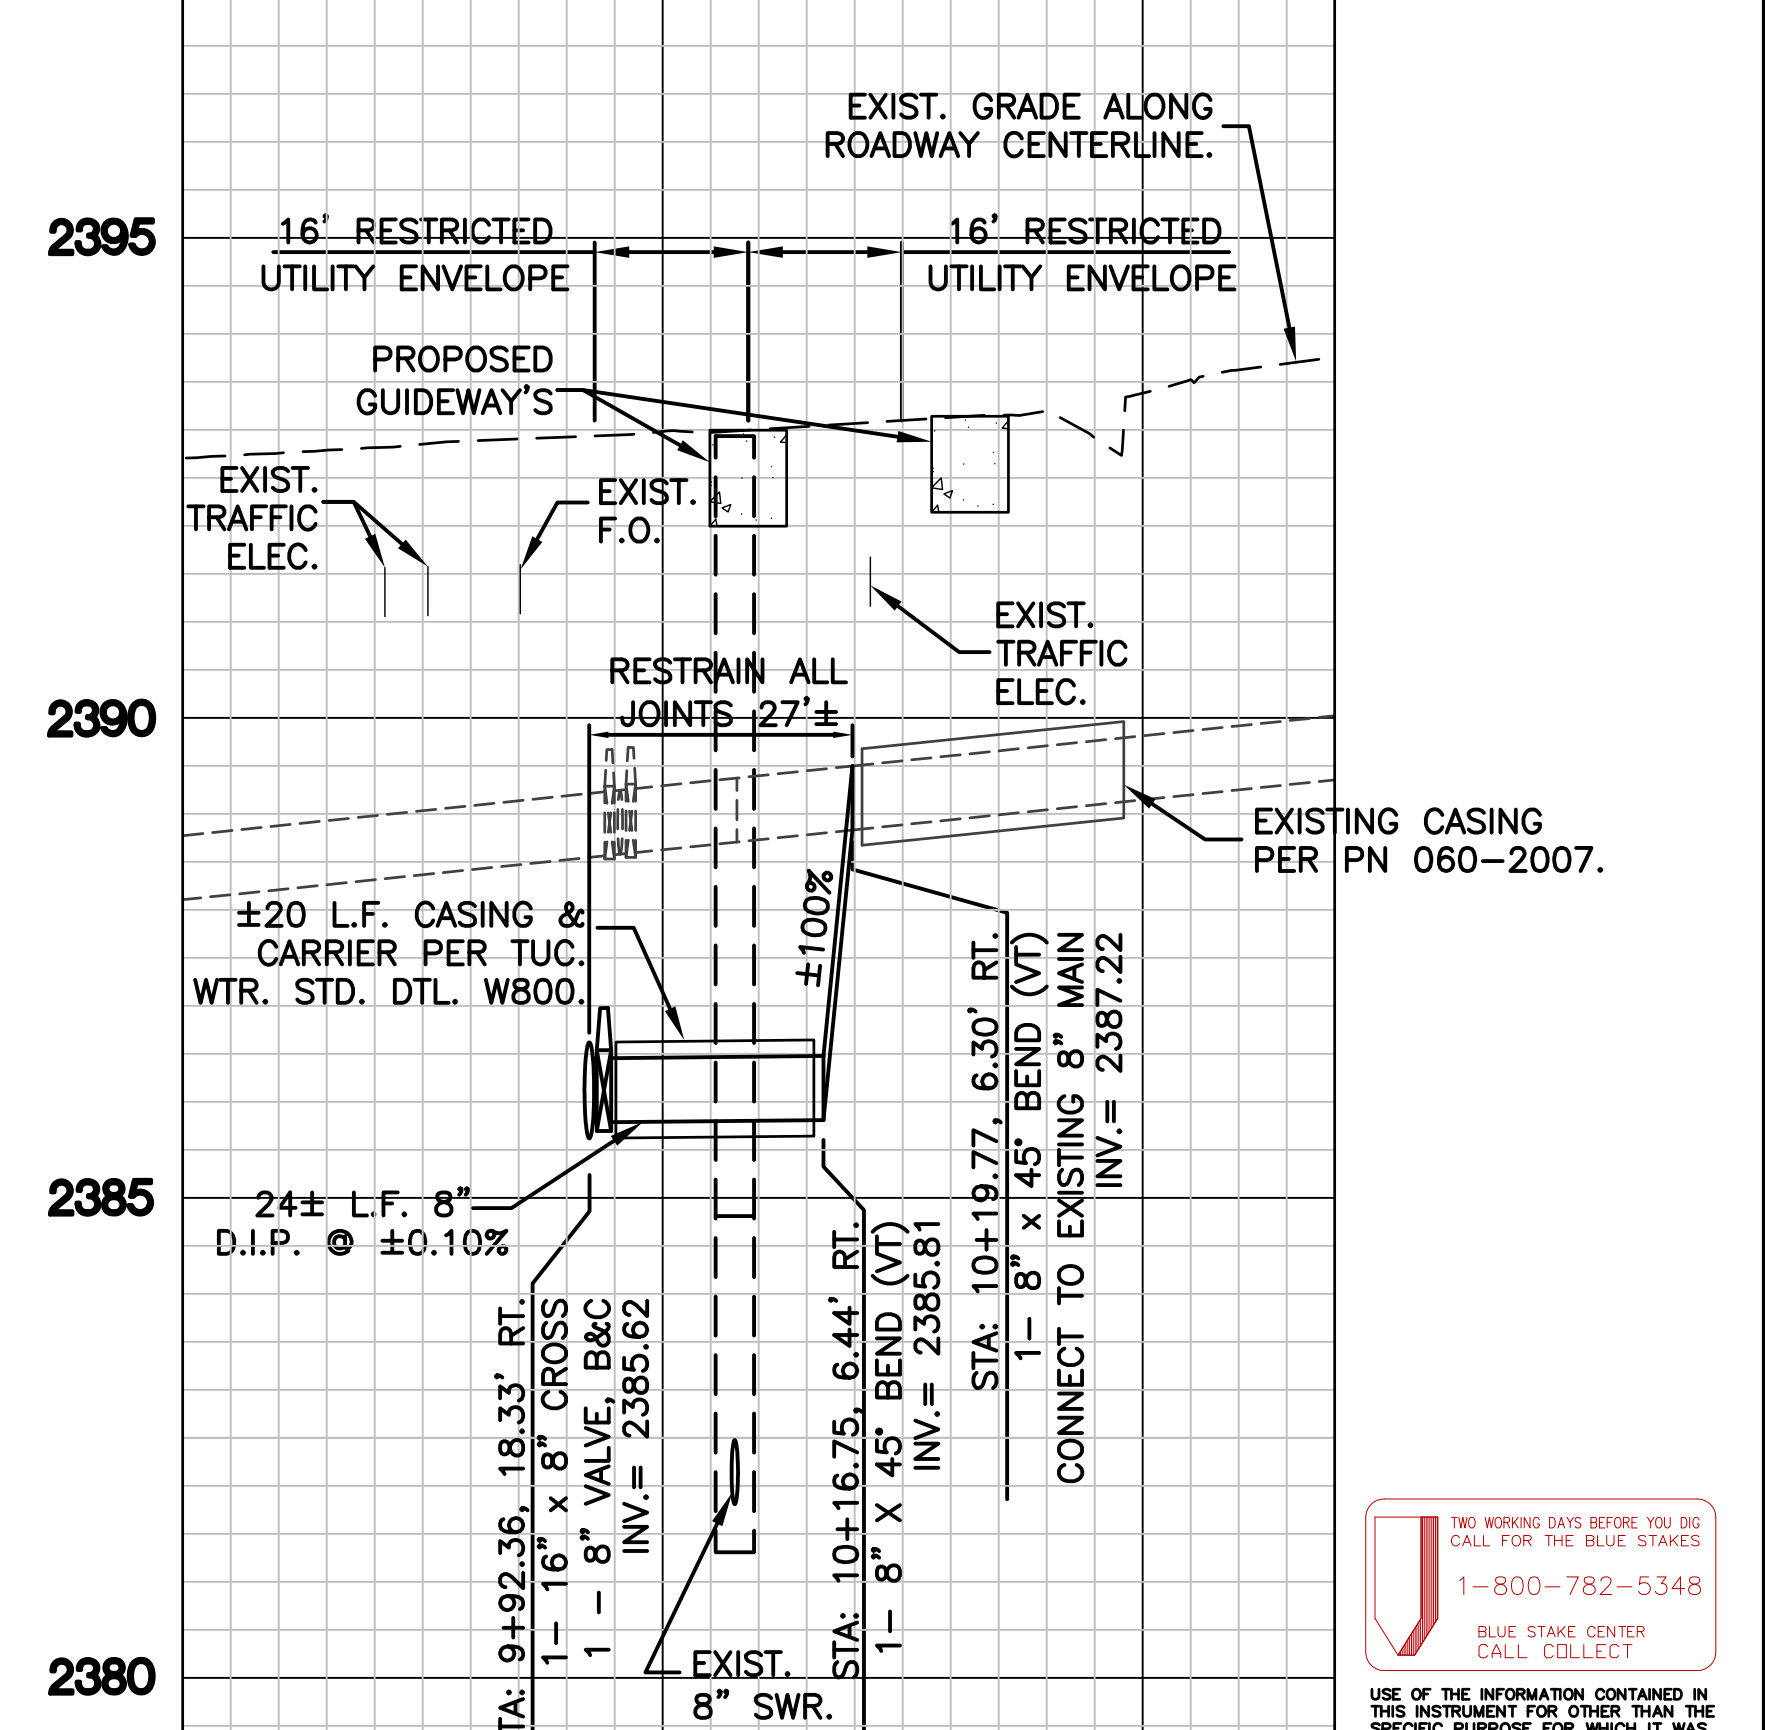 EXIST. GRADE ALONG
ROADWAY CENTERLINE.
2395
16' RESTRICTED
UTILITY ENVELOPE
16' RESTRICTED
UTILITY ENVELOPE
PROPOSED
GUIDEWAY'S
EXIST.
TRAFFIC
ELEC.
EXIST.
F.O.
EXIST.
TRAFFIC
ELEC.
RESTRAIN ALL
JOINTS 27'±
2390
EXISTING CASING
PER PN 060-2007.
±20 L.F. CASING &
CARRIER PER TUC.
WTR. STD. DTL. W800.
±100%
2385
24± L.F. 8"
D.I.P. @ ±0.10%
STA: 9+92.36, 18.33' RT.
1- 16" x 8" CROSS
1 - 8" VALVE, B&C
INV.= 2385.62
STA: 10+16.75, 6.44' RT.
1- 8" X 45° BEND (VT)
INV.= 2385.81
STA: 10+19.77, 6.30' RT.
1- 8" x 45° BEND (VT)
CONNECT TO EXISTING 8" MAIN
INV.= 2387.22
2380
EXIST.
8" SWR.
TWO WORKING DAYS BEFORE YOU DIG
CALL FOR THE BLUE STAKES
1-800-782-5348
BLUE STAKE CENTER
CALL COLLECT
USE OF THE INFORMATION CONTAINED IN
THIS INSTRUMENT FOR OTHER THAN THE
SPECIFIC PURPOSE FOR WHICH IT WAS